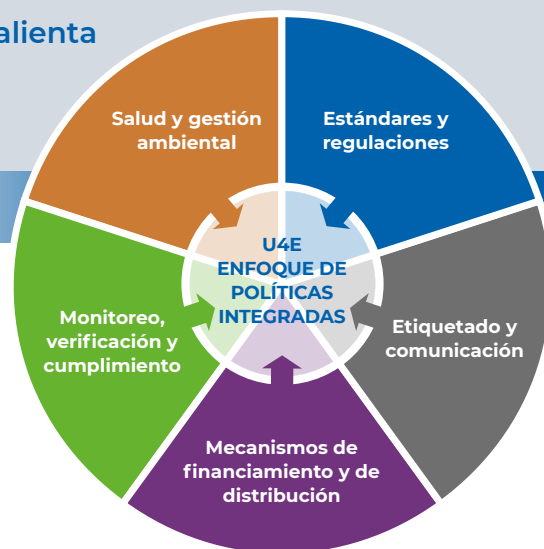 alienta
Salud y gestión
ambiental
Estándares y
regulaciones
U4E
ENFOQUE DE
POLÍTICAS
INTEGRADAS
Monitoreo,
verificación y
cumplimiento
Etiquetado y
comunicación
Mecanismos de
financiamiento y de
distribución